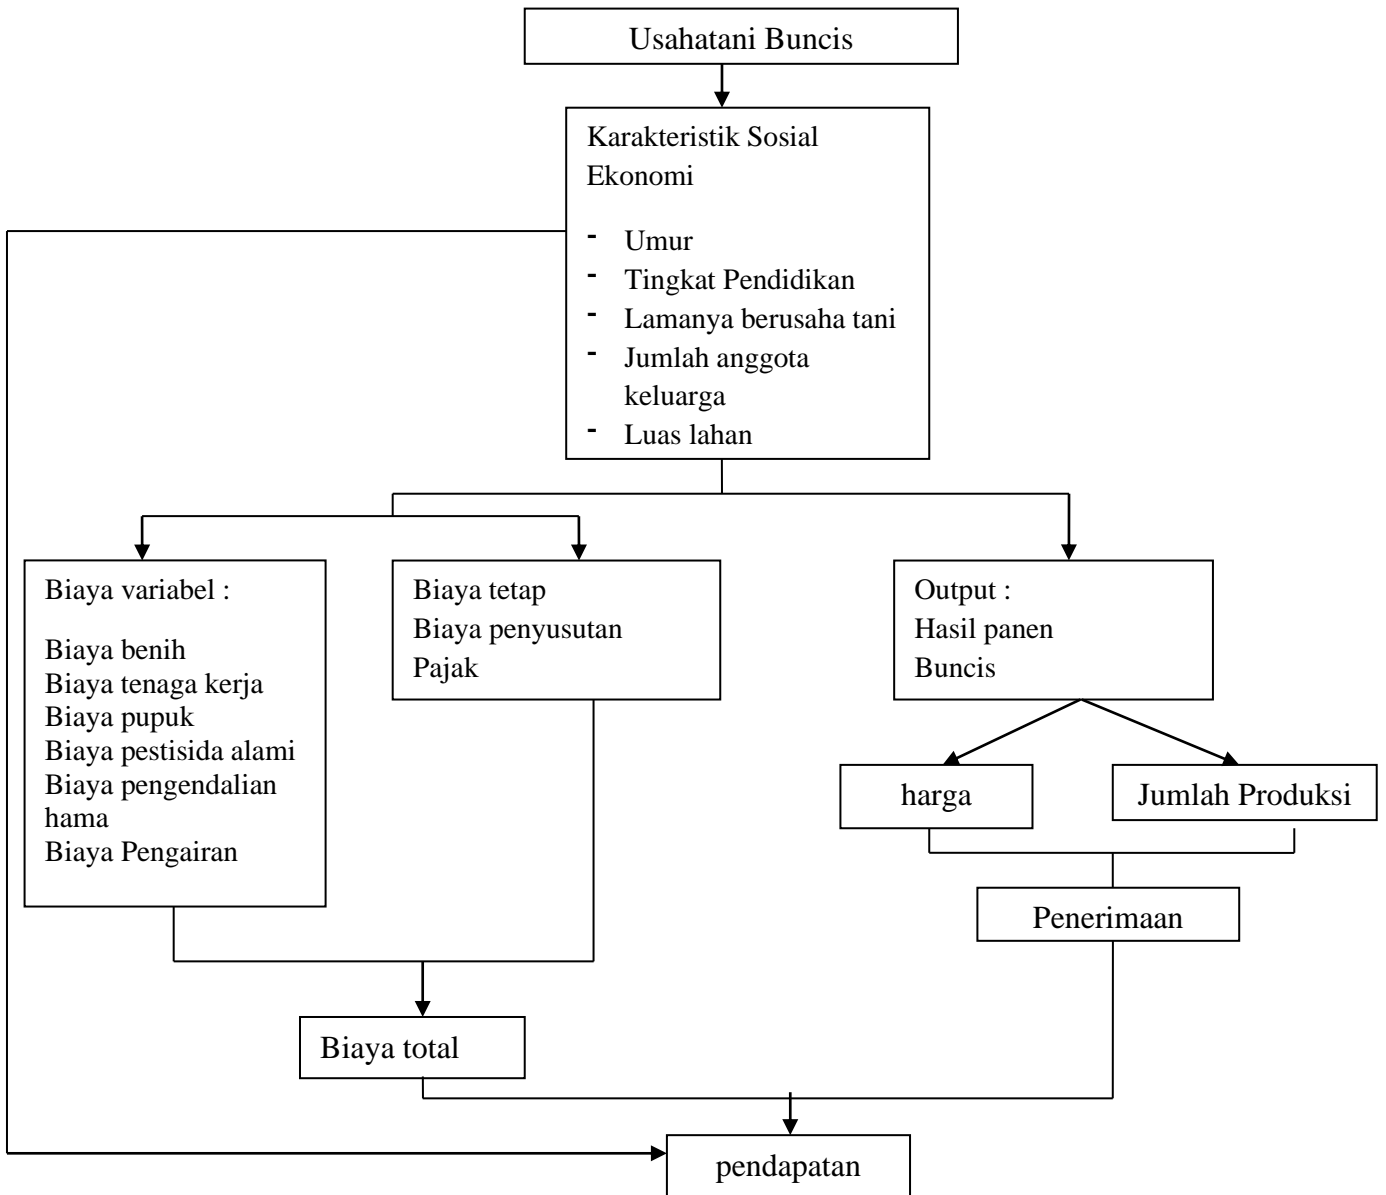 Usahatani Buncis
Karakteristik Sosial
Ekonomi
- Umur
- Tingkat Pendidikan
- Lamanya berusaha tani
- Jumlah anggota
keluarga
- Luas lahan
Biaya variabel :
Biaya benih
Biaya tenaga kerja
Biaya pupuk
Biaya pestisida alami
Biaya pengendalian
hama
Biaya Pengairan
Biaya tetap
Biaya penyusutan
Pajak
Output :
Hasil panen
Buncis
harga
Jumlah Produksi
Penerimaan
Biaya total
pendapatan